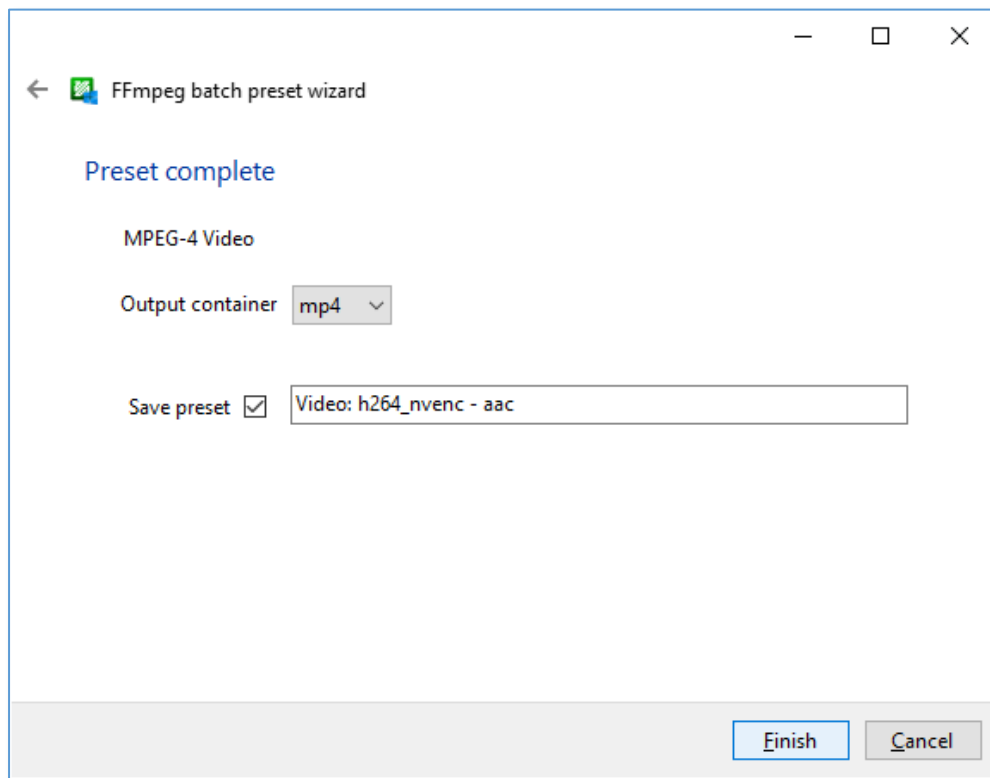 FFmpeg batch preset wizard
Preset complete
MPEG-4 Video
Output container mp4
Save preset Video: h264_nvenc - aac
Finish Cancel